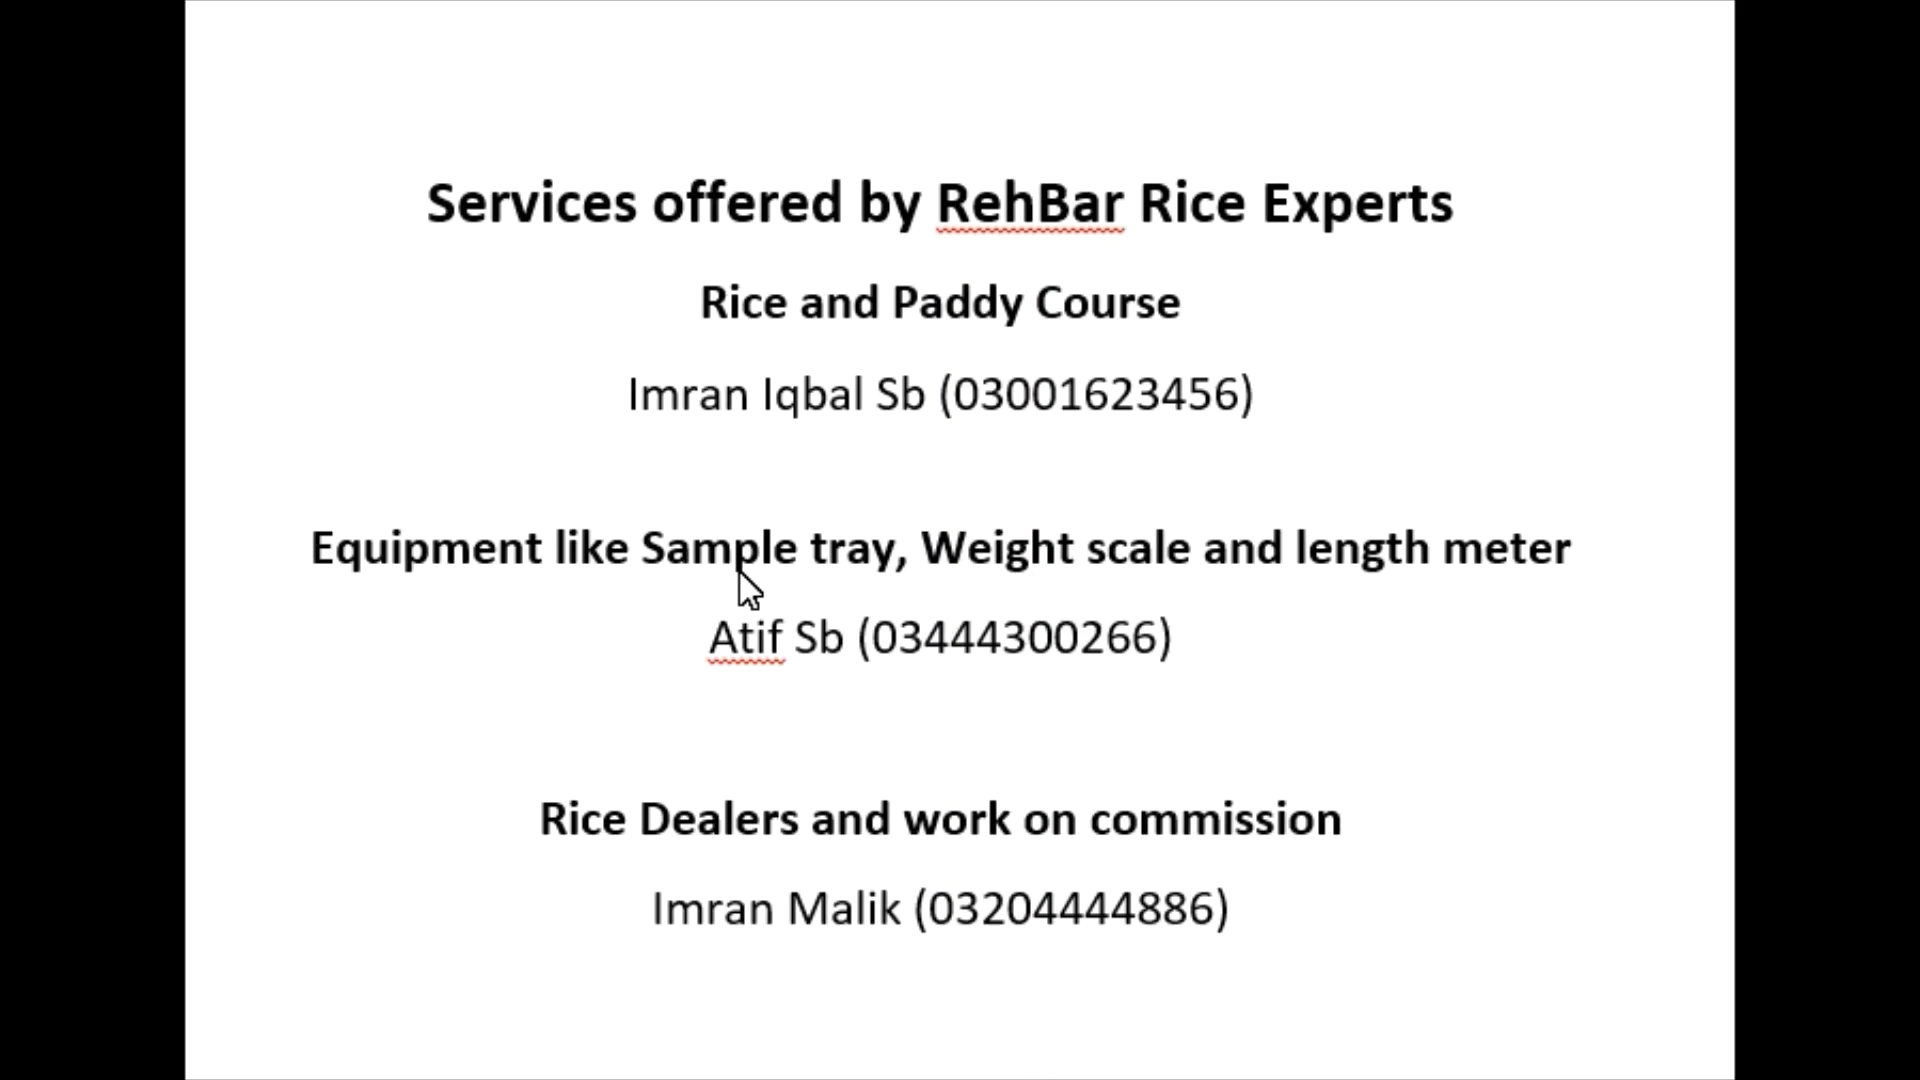 Services offered by RehBar Rice Experts
Rice and Paddy Course
Imran Iqbal Sb (03001623456)
Equipment like Sample tray, Weight scale and length meter
Atif Sb (03444300266)
Rice Dealers and work on commission
Imran Malik (03204444886)